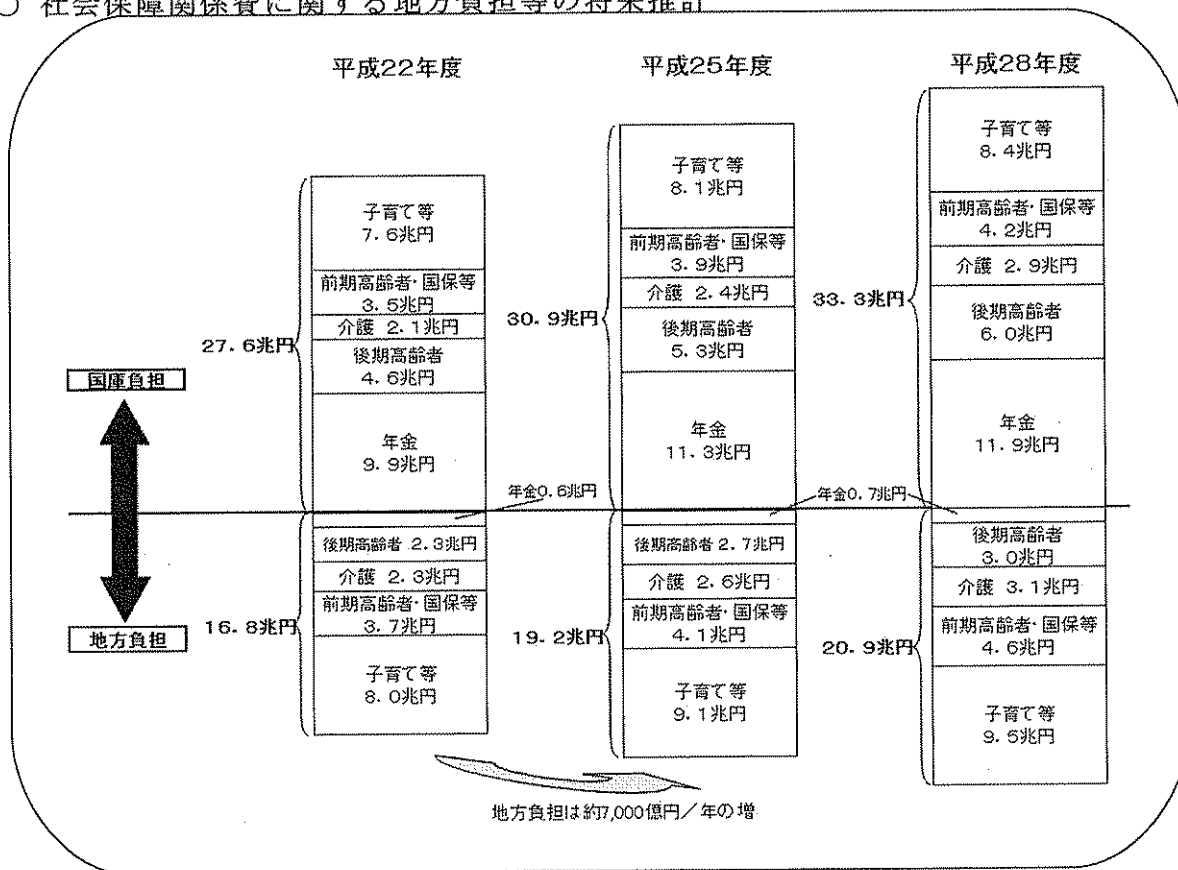 ○ 社会保障関係費に関する地方負担等の将来推計
平成22年度
平成25年度
平成28年度
子育て等
7.6兆円
前期高齢者・国保等
3.5兆円
介護 2.1兆円
後期高齢者
4.6兆円
年金
9.9兆円
27.6兆円
子育て等
8.1兆円
前期高齢者・国保等
3.9兆円
介護 2.4兆円
後期高齢者
5.3兆円
年金
11.3兆円
30.9兆円
子育て等
8.4兆円
前期高齢者・国保等
4.2兆円
介護 2.9兆円
後期高齢者
6.0兆円
年金
11.9兆円
33.3兆円
国庫負担
地方負担
年金0.6兆円
年金0.7兆円
後期高齢者 2.3兆円
介護 2.3兆円
前期高齢者・国保等
3.7兆円
子育て等
8.0兆円
16.8兆円
後期高齢者 2.7兆円
介護 2.6兆円
前期高齢者・国保等
4.1兆円
子育て等
9.1兆円
19.2兆円
後期高齢者
3.0兆円
介護 3.1兆円
前期高齢者・国保等
4.6兆円
子育て等
9.5兆円
20.9兆円
地方負担は約7,000億円/年の増